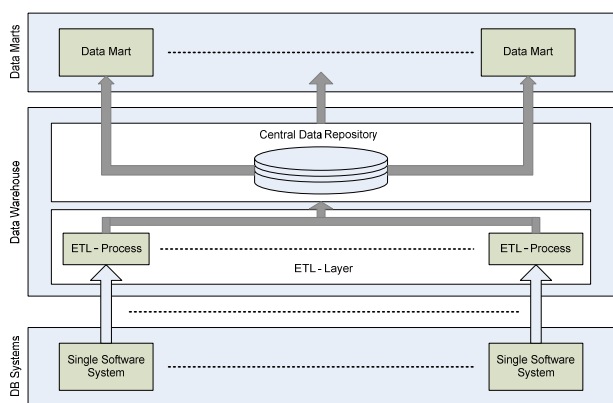 Data Marts
Data Mart
Data Mart
Data Warehouse
Central Data Repository
ETL - Process
ETL - Process
ETL - Layer
DB Systems
Single Software
System
Single Software
System